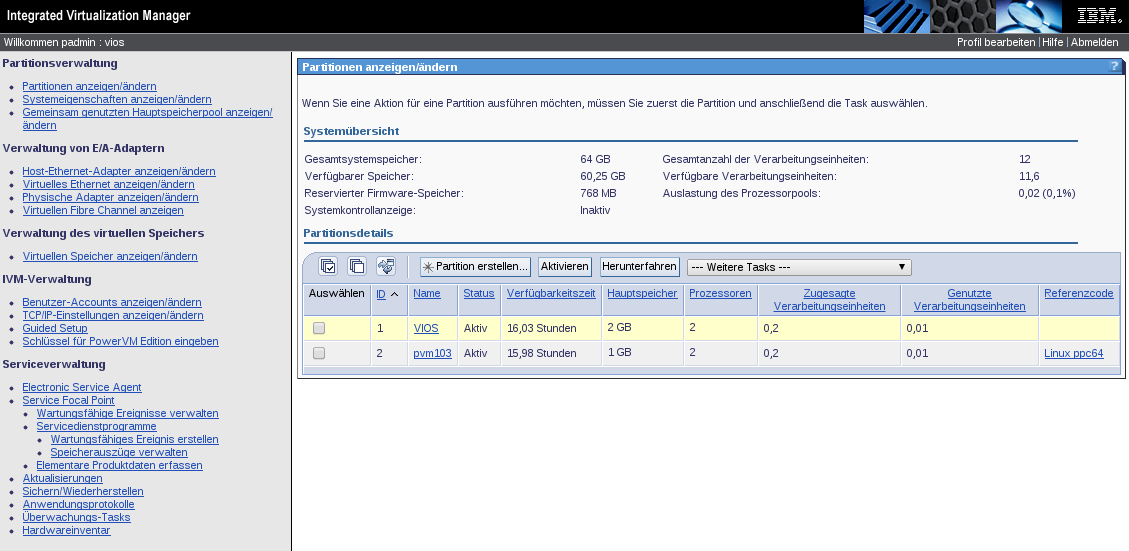 Integrated Virtualization Manager
IBM.
Willkommen padmin : vios
Profil bearbeiten | Hilfe | Abmelden
Partitionsverwaltung
Partitionen anzeigen/ändern
Systemeigenschaften anzeigen/ändern
Gemeinsam genutzten Hauptspeicherpool anzeigen/
ändern
Verwaltung von E/A-Adaptern
Host-Ethernet-Adapter anzeigen/ändern
Virtuelles Ethernet anzeigen/ändern
Physische Adapter anzeigen/ändern
Virtuellen Fibre Channel anzeigen
Verwaltung des virtuellen Speichers
Virtuellen Speicher anzeigen/ändern
IVM-Verwaltung
Benutzer-Accounts anzeigen/ändern
TCP/IP-Einstellungen anzeigen/ändern
Guided Setup
Schlüssel für PowerVM Edition eingeben
Serviceverwaltung
Electronic Service Agent
Service Focal Point
Wartungsfähige Ereignisse verwalten
Servicedienstprogramme
Wartungsfähiges Ereignis erstellen
Speicherauszüge verwalten
Elementare Produktdaten erfassen
Aktualisierungen
Sichern/Wiederherstellen
Anwendungsprotokolle
Überwachungs-Tasks
Hardwareinventar
Partitionen anzeigen/ändern ?
Wenn Sie eine Aktion für eine Partition ausführen möchten, müssen Sie zuerst die Partition und anschließend die Task auswählen.
Systemübersicht
Gesamtsystemspeicher: 64 GB Gesamtanzahl der Verarbeitungseinheiten: 12
Verfügbarer Speicher: 60,25 GB Verfügbare Verarbeitungseinheiten: 11,6
Reservierter Firmware-Speicher: 768 MB Auslastung des Prozessorpools: 0,02 (0,1%)
Systemkontrollanzeige: Inaktiv
Partitionsdetails
Partition erstellen... Aktivieren Herunterfahren --- Weitere Tasks ---
Auswählen ID Name Status Verfügbarkeitszeit Hauptspeicher Prozessoren Zugesagte Verarbeitungseinheiten Genutzte Verarbeitungseinheiten Referenzcode
1 VIOS Aktiv 16,03 Stunden 2 GB 2 0,2 0,01
2 pvm103 Aktiv 15,98 Stunden 1 GB 2 0,2 0,01 Linux ppc64